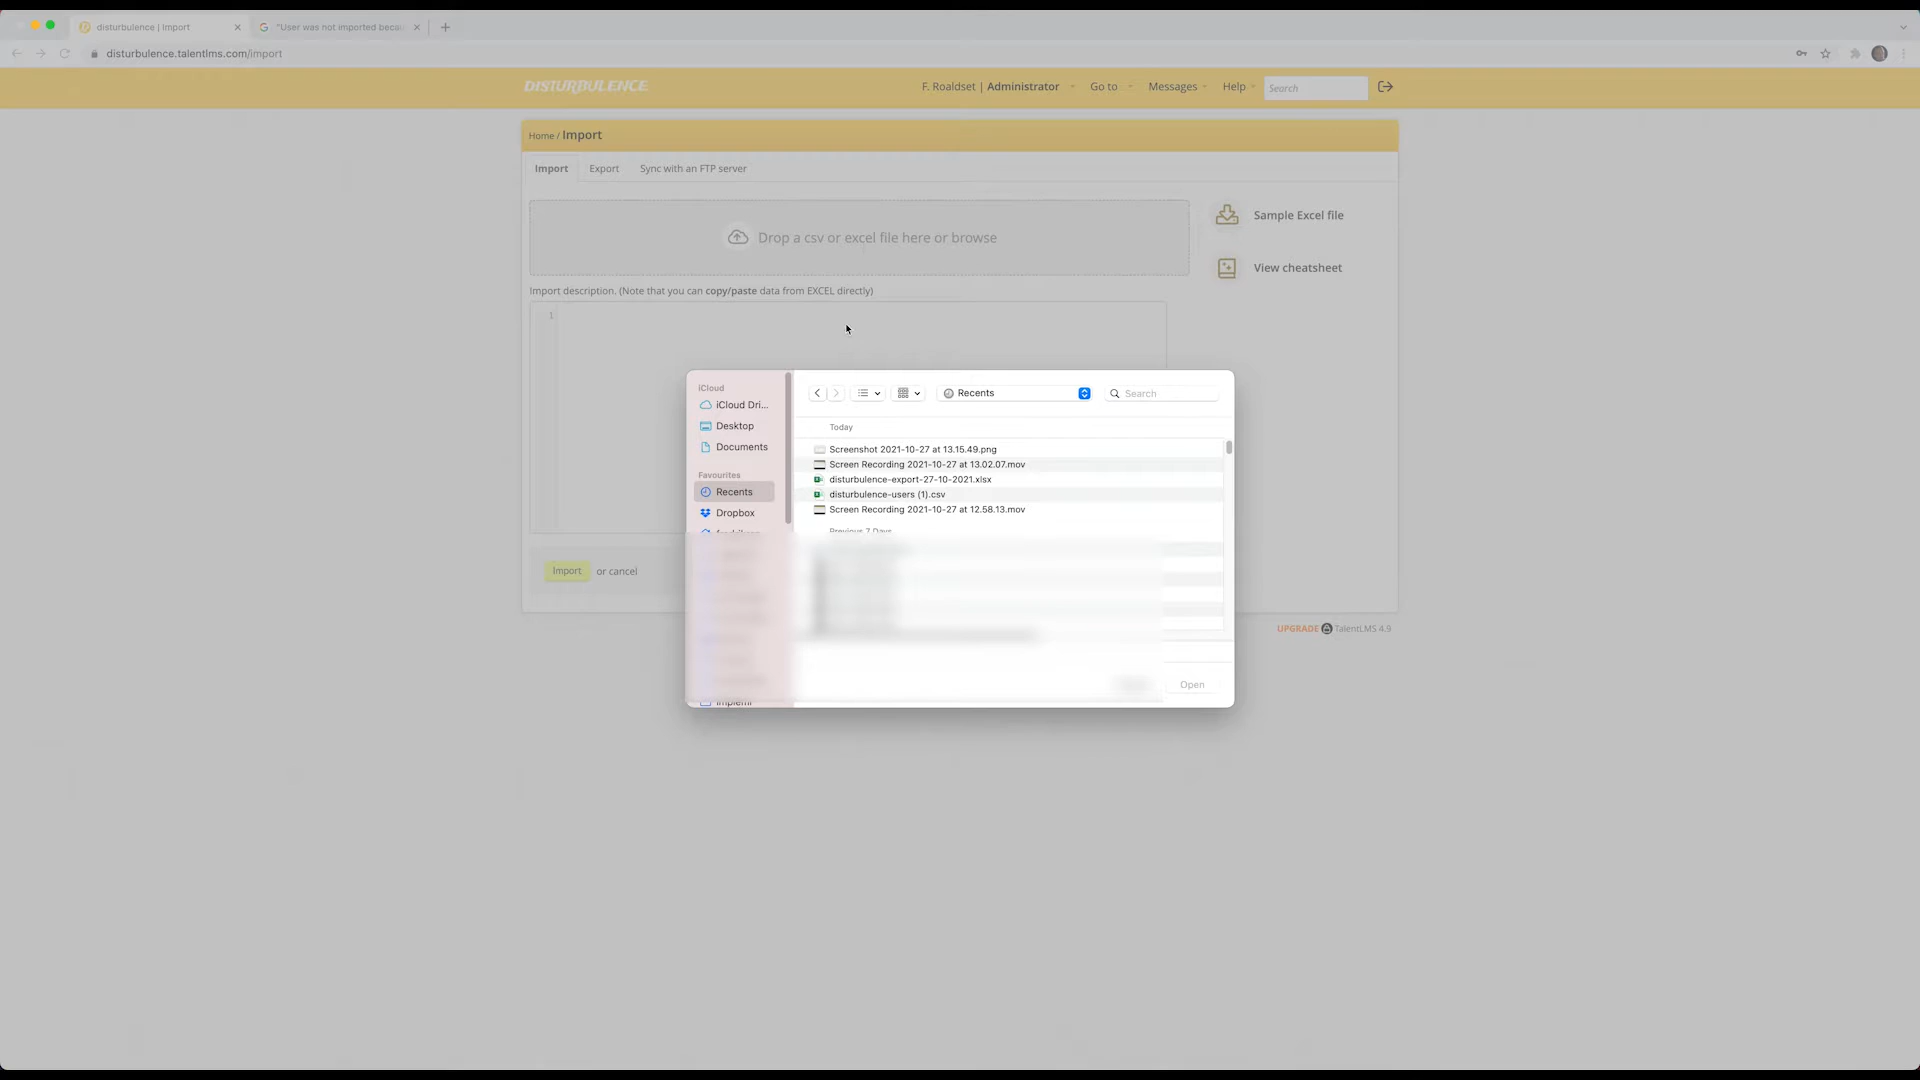 disturbulence | Import
"User was not imported becau
disturbulence.talentlms.com/import
DISTURBULENCE
F. Roaldset | Administrator
Go to
Messages
Help
Search
Home / Import
Import
Export
Sync with an FTP server
Drop a csv or excel file here or browse
Sample Excel file
View cheatsheet
Import description. (Note that you can copy/paste data from EXCEL directly)
1
iCloud
iCloud Dri...
Desktop
Documents
Favourites
Recents
Dropbox
Recents
Search
Today
Screenshot 2021-10-27 at 13.15.49.png
Screen Recording 2021-10-27 at 13.02.07.mov
disturbulence-export-27-10-2021.xlsx
disturbulence-users (1).csv
Screen Recording 2021-10-27 at 12.58.13.mov
Previous 7 Days
Open
Import
or cancel
UPGRADE
TalentLMS 4.9